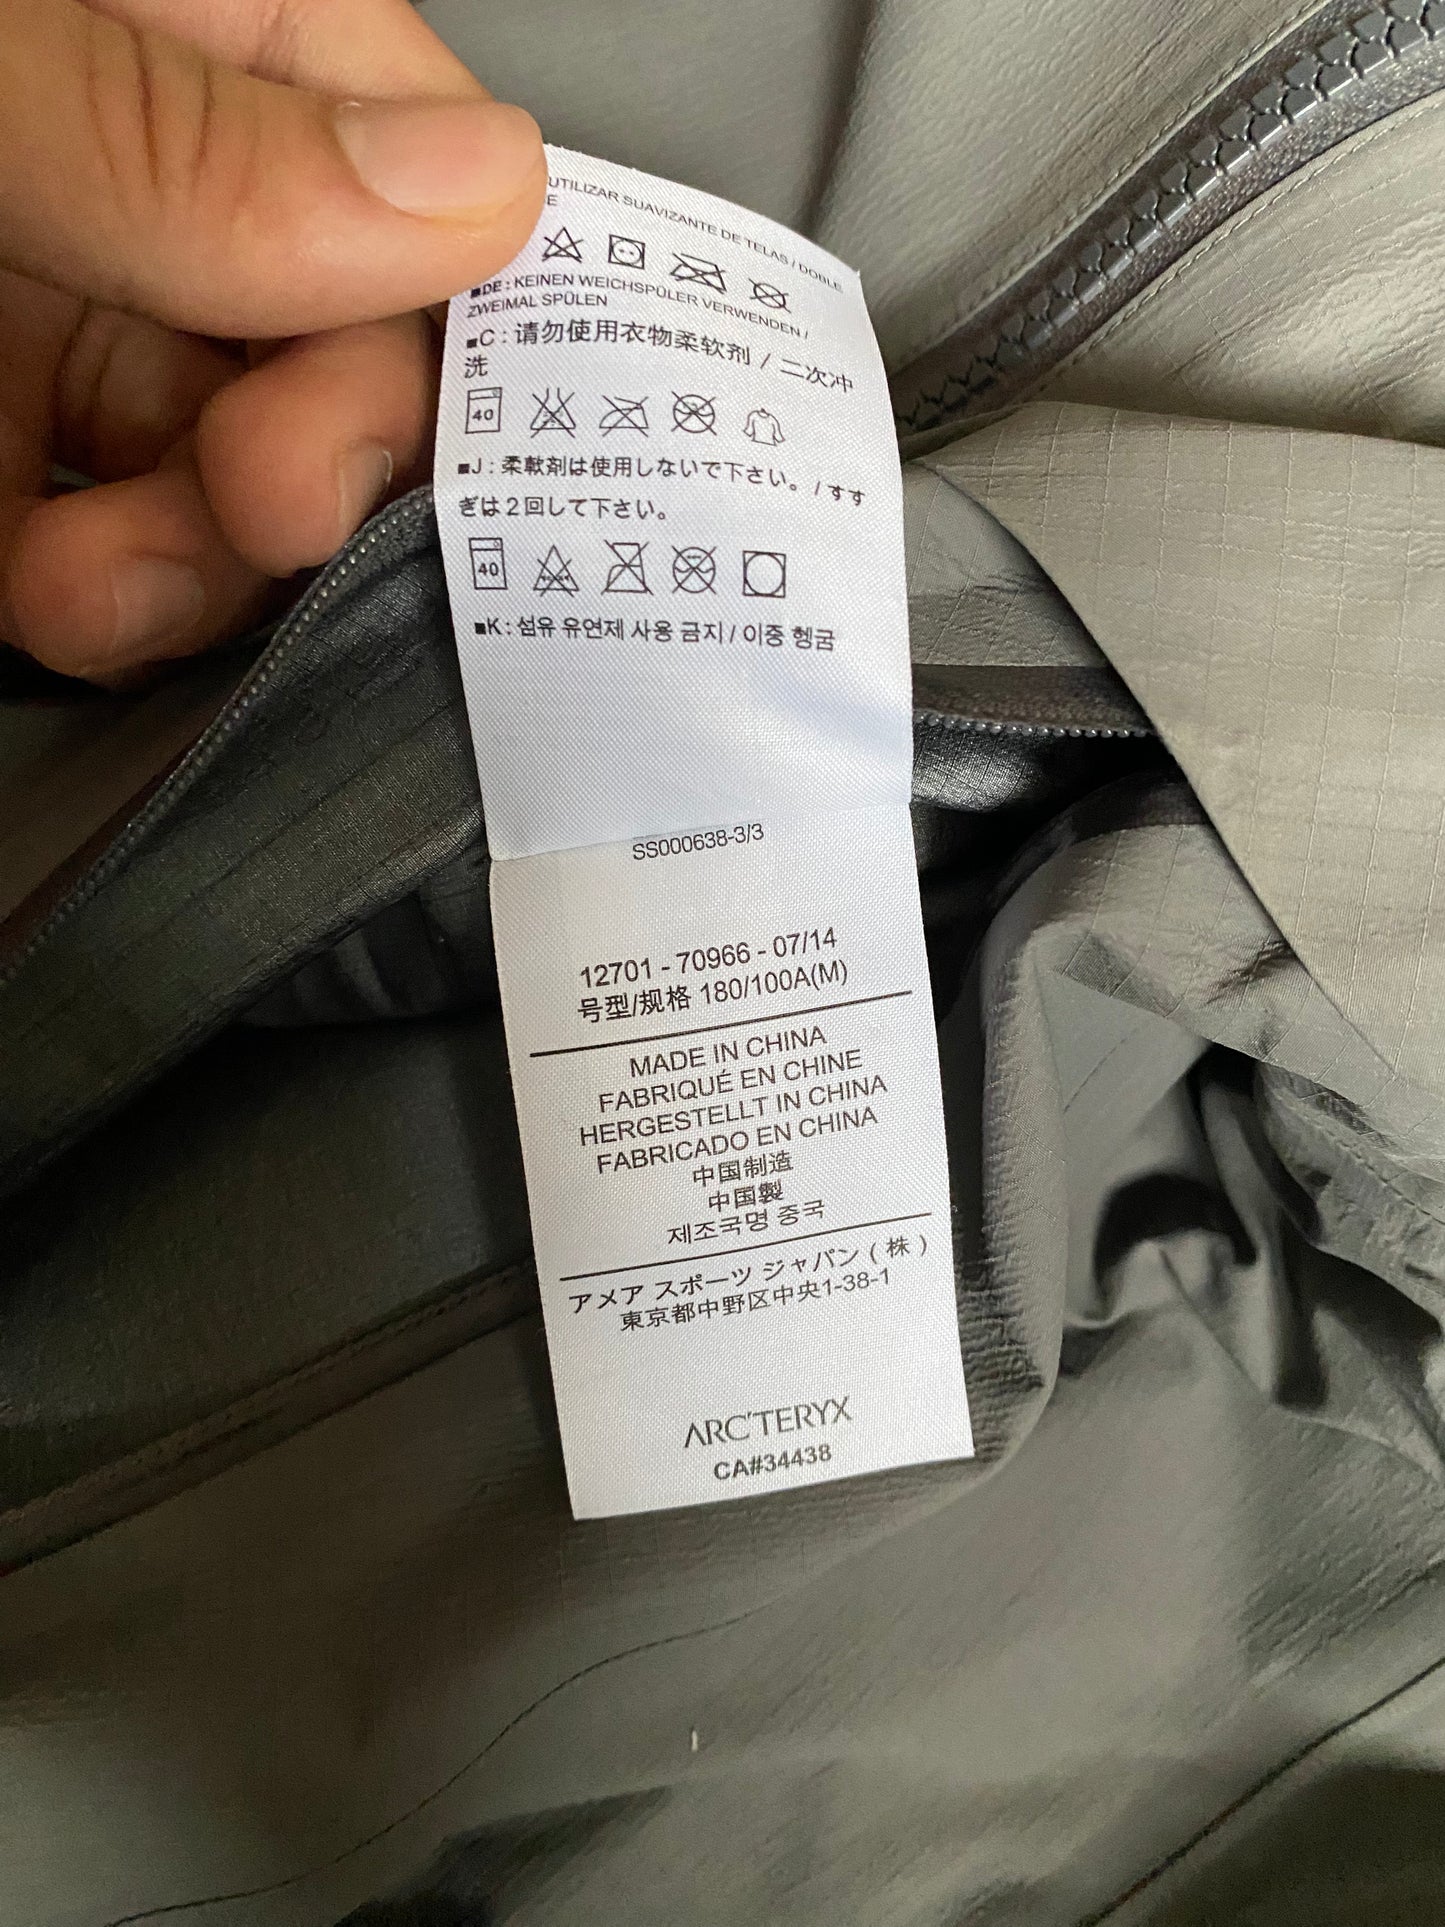 UTILIZAR SUAVIZANTE DE TELAS / DOBLE
■DE : KEINEN WEICHSPÜLER VERWENDEN /
ZWEIMAL SPÜLEN
■C : 请勿使用衣物柔软剂 / 二次冲
洗
40
■J : 柔軟剤は使用しないで下さい。 / すす
ぎは2回して下さい。
40
■K : 섬유 유연제 사용 금지 / 이중 헹굼
SS000638-3/3
12701 - 70966 - 07/14
号型/规格 180/100A(M)
MADE IN CHINA
FABRIQUÉ EN CHINE
HERGESTELLT IN CHINA
FABRICADO EN CHINA
中国制造
中国製
제조국명 중국
アメア スポーツ ジャパン ( 株 )
東京都中野区中央1-38-1
ARC'TERYX
CA#34438